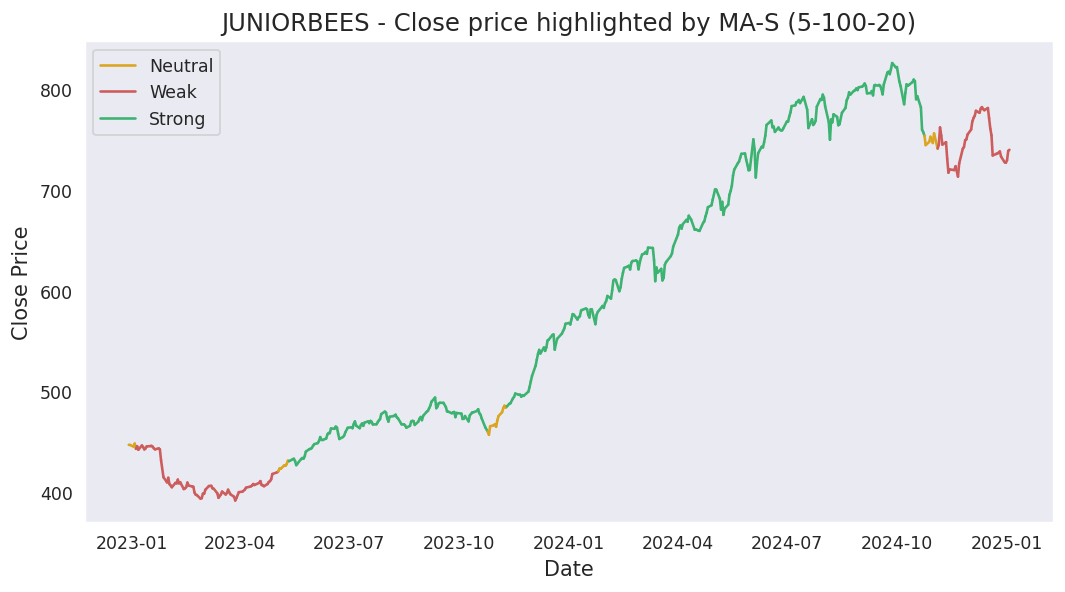 JUNIORBEES - Close price highlighted by MA-S (5-100-20)
Neutral
Weak
Strong
Close Price
800
700
600
500
400
2023-01 2023-04 2023-07 2023-10 2024-01 2024-04 2024-07 2024-10 2025-01
Date